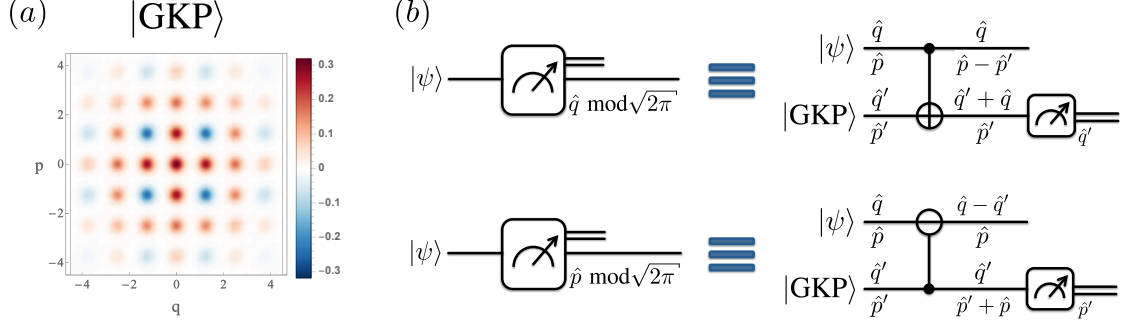 (a)
|GKP⟩
p
4
2
0
−2
−4
−4 −2 0 2 4
q
0.3
0.2
0.1
0
-0.1
-0.2
-0.3
(b)
|ψ⟩
q̂ mod√2π
q̂ q̂
|ψ⟩
p̂ p̂ − p̂′
q̂′ q̂′ + q̂
|GKP⟩
p̂′ p̂′
q̂′
|ψ⟩
p̂ mod√2π
q̂ q̂ − q̂′
|ψ⟩
p̂ p̂
q̂′ q̂′
|GKP⟩
p̂′ p̂′ + p̂
p̂′